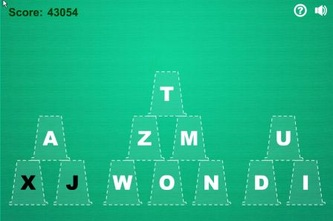 Score: 43054
?
T
A Z M U
X J W O N D I